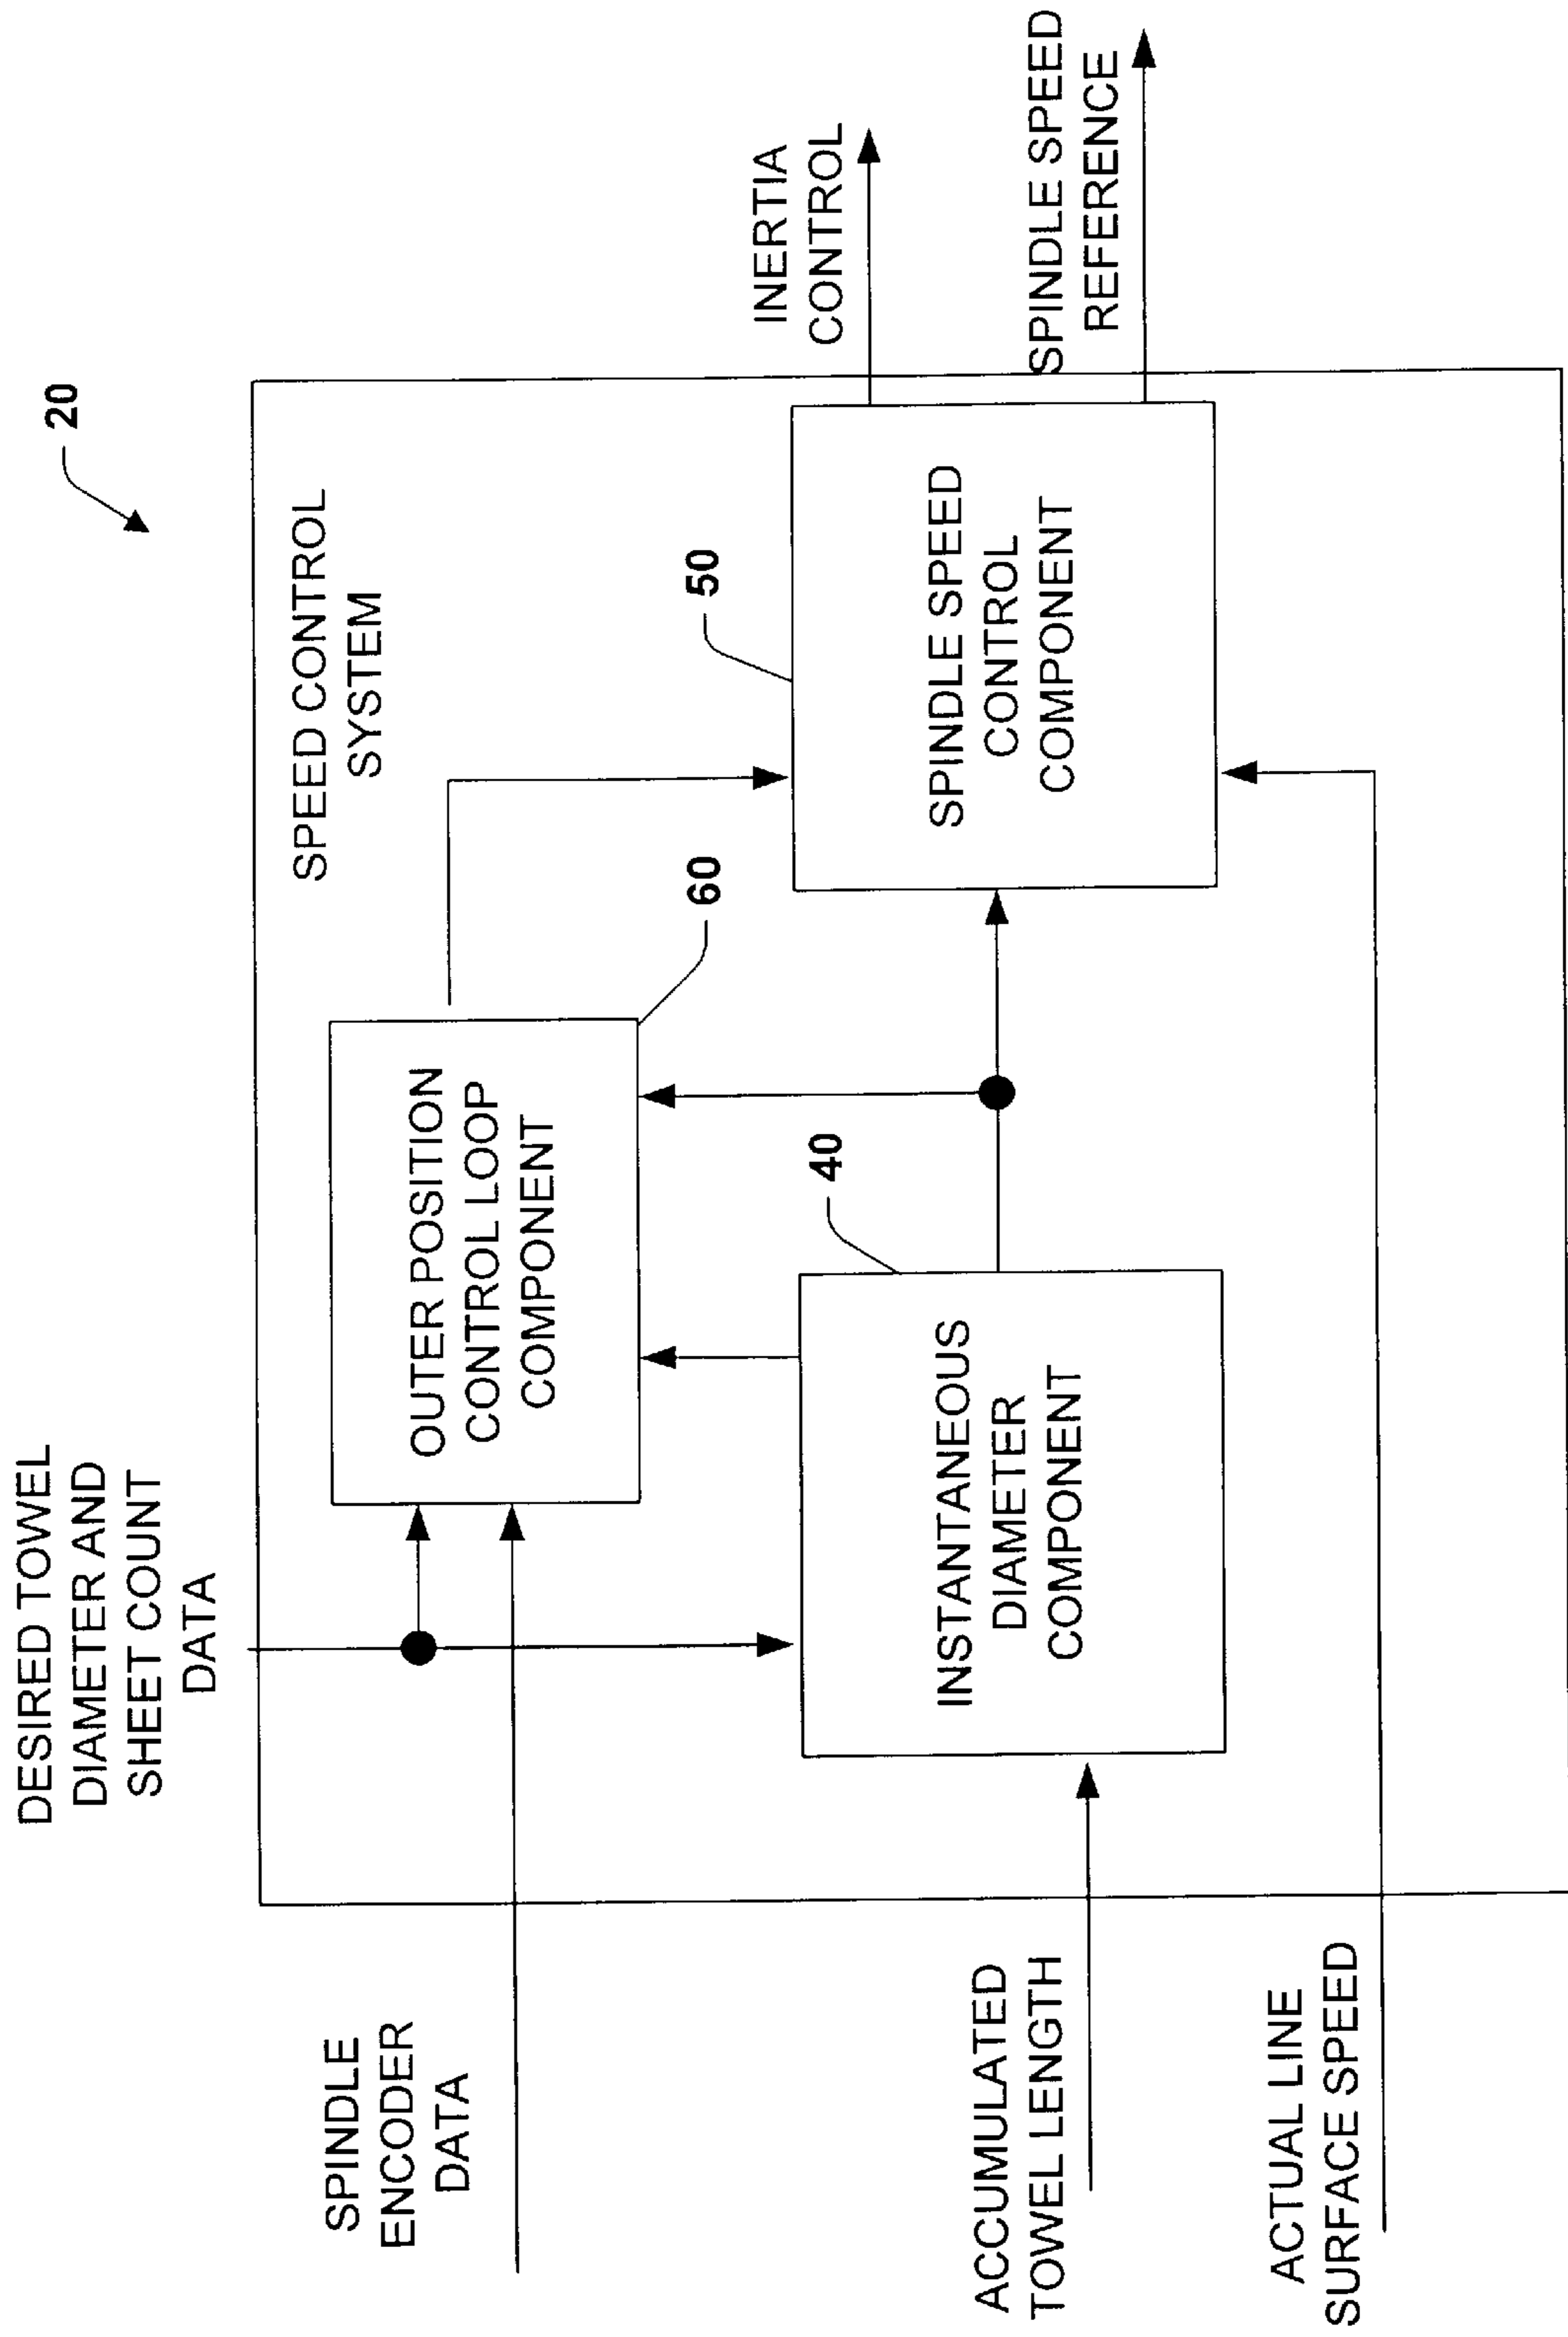 20
DESIRED TOWEL
DIAMETER AND
SHEET COUNT
DATA
SPEED CONTROL
SYSTEM
SPINDLE
ENCODER
DATA
OUTER POSITION
CONTROL LOOP
COMPONENT
60
50
INERTIA
CONTROL
40
INSTANTANEOUS
DIAMETER
COMPONENT
SPINDLE SPEED
CONTROL
COMPONENT
SPINDLE SPEED
REFERENCE
ACCUMULATED
TOWEL LENGTH
ACTUAL LINE
SURFACE SPEED